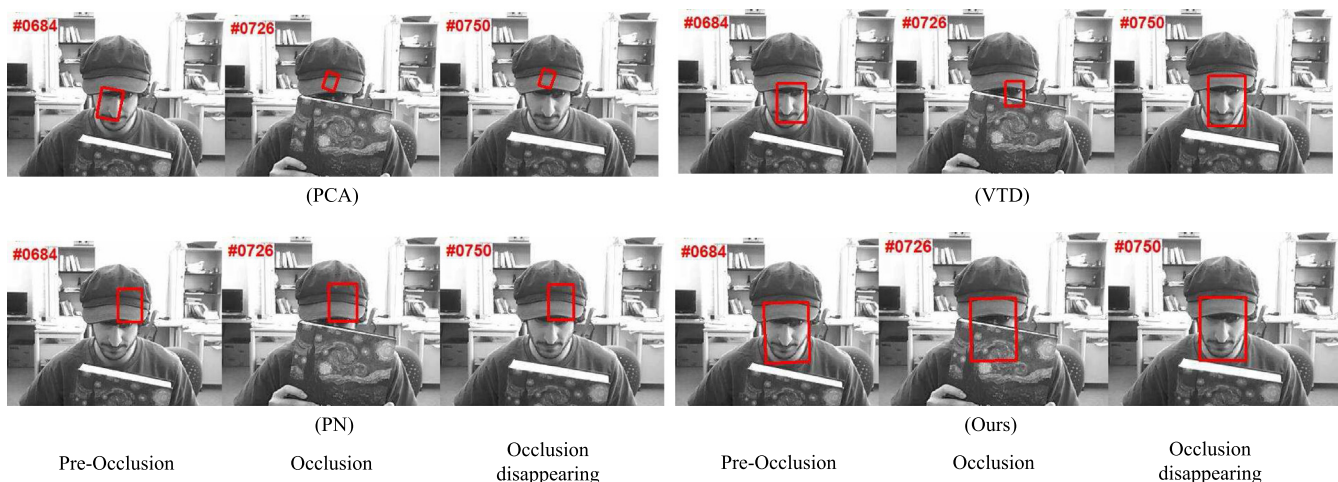 #0684 #0726 #0750 #0684 #0726 #0750
(PCA) (VTD)
#0684 #0726 #0750 #0684 #0726 #0750
(PN) (Ours)
Pre-Occlusion Occlusion Occlusion disappearing Pre-Occlusion Occlusion Occlusion disappearing